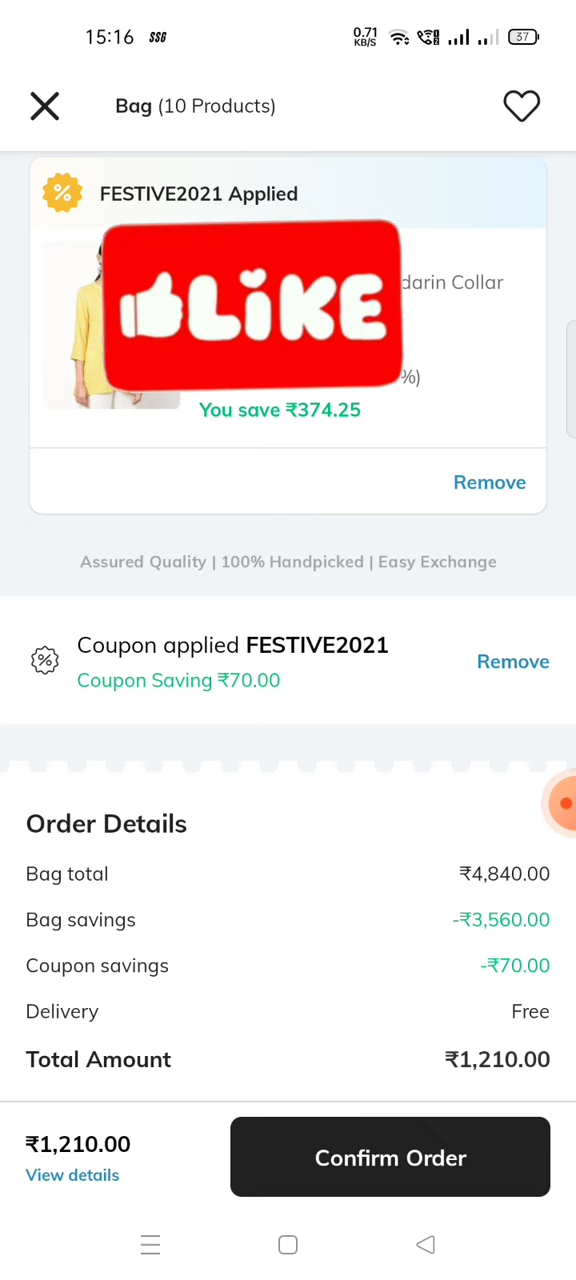 15:16 SSG 0.71 KB/S 37
Bag (10 Products)
% FESTIVE2021 Applied
LiKE
darin Collar
%)
You save ₹374.25
Remove
Assured Quality | 100% Handpicked | Easy Exchange
Coupon applied FESTIVE2021
% Remove
Coupon Saving ₹70.00
Order Details
Bag total ₹4,840.00
Bag savings -₹3,560.00
Coupon savings -₹70.00
Delivery Free
Total Amount ₹1,210.00
₹1,210.00
View details
Confirm Order